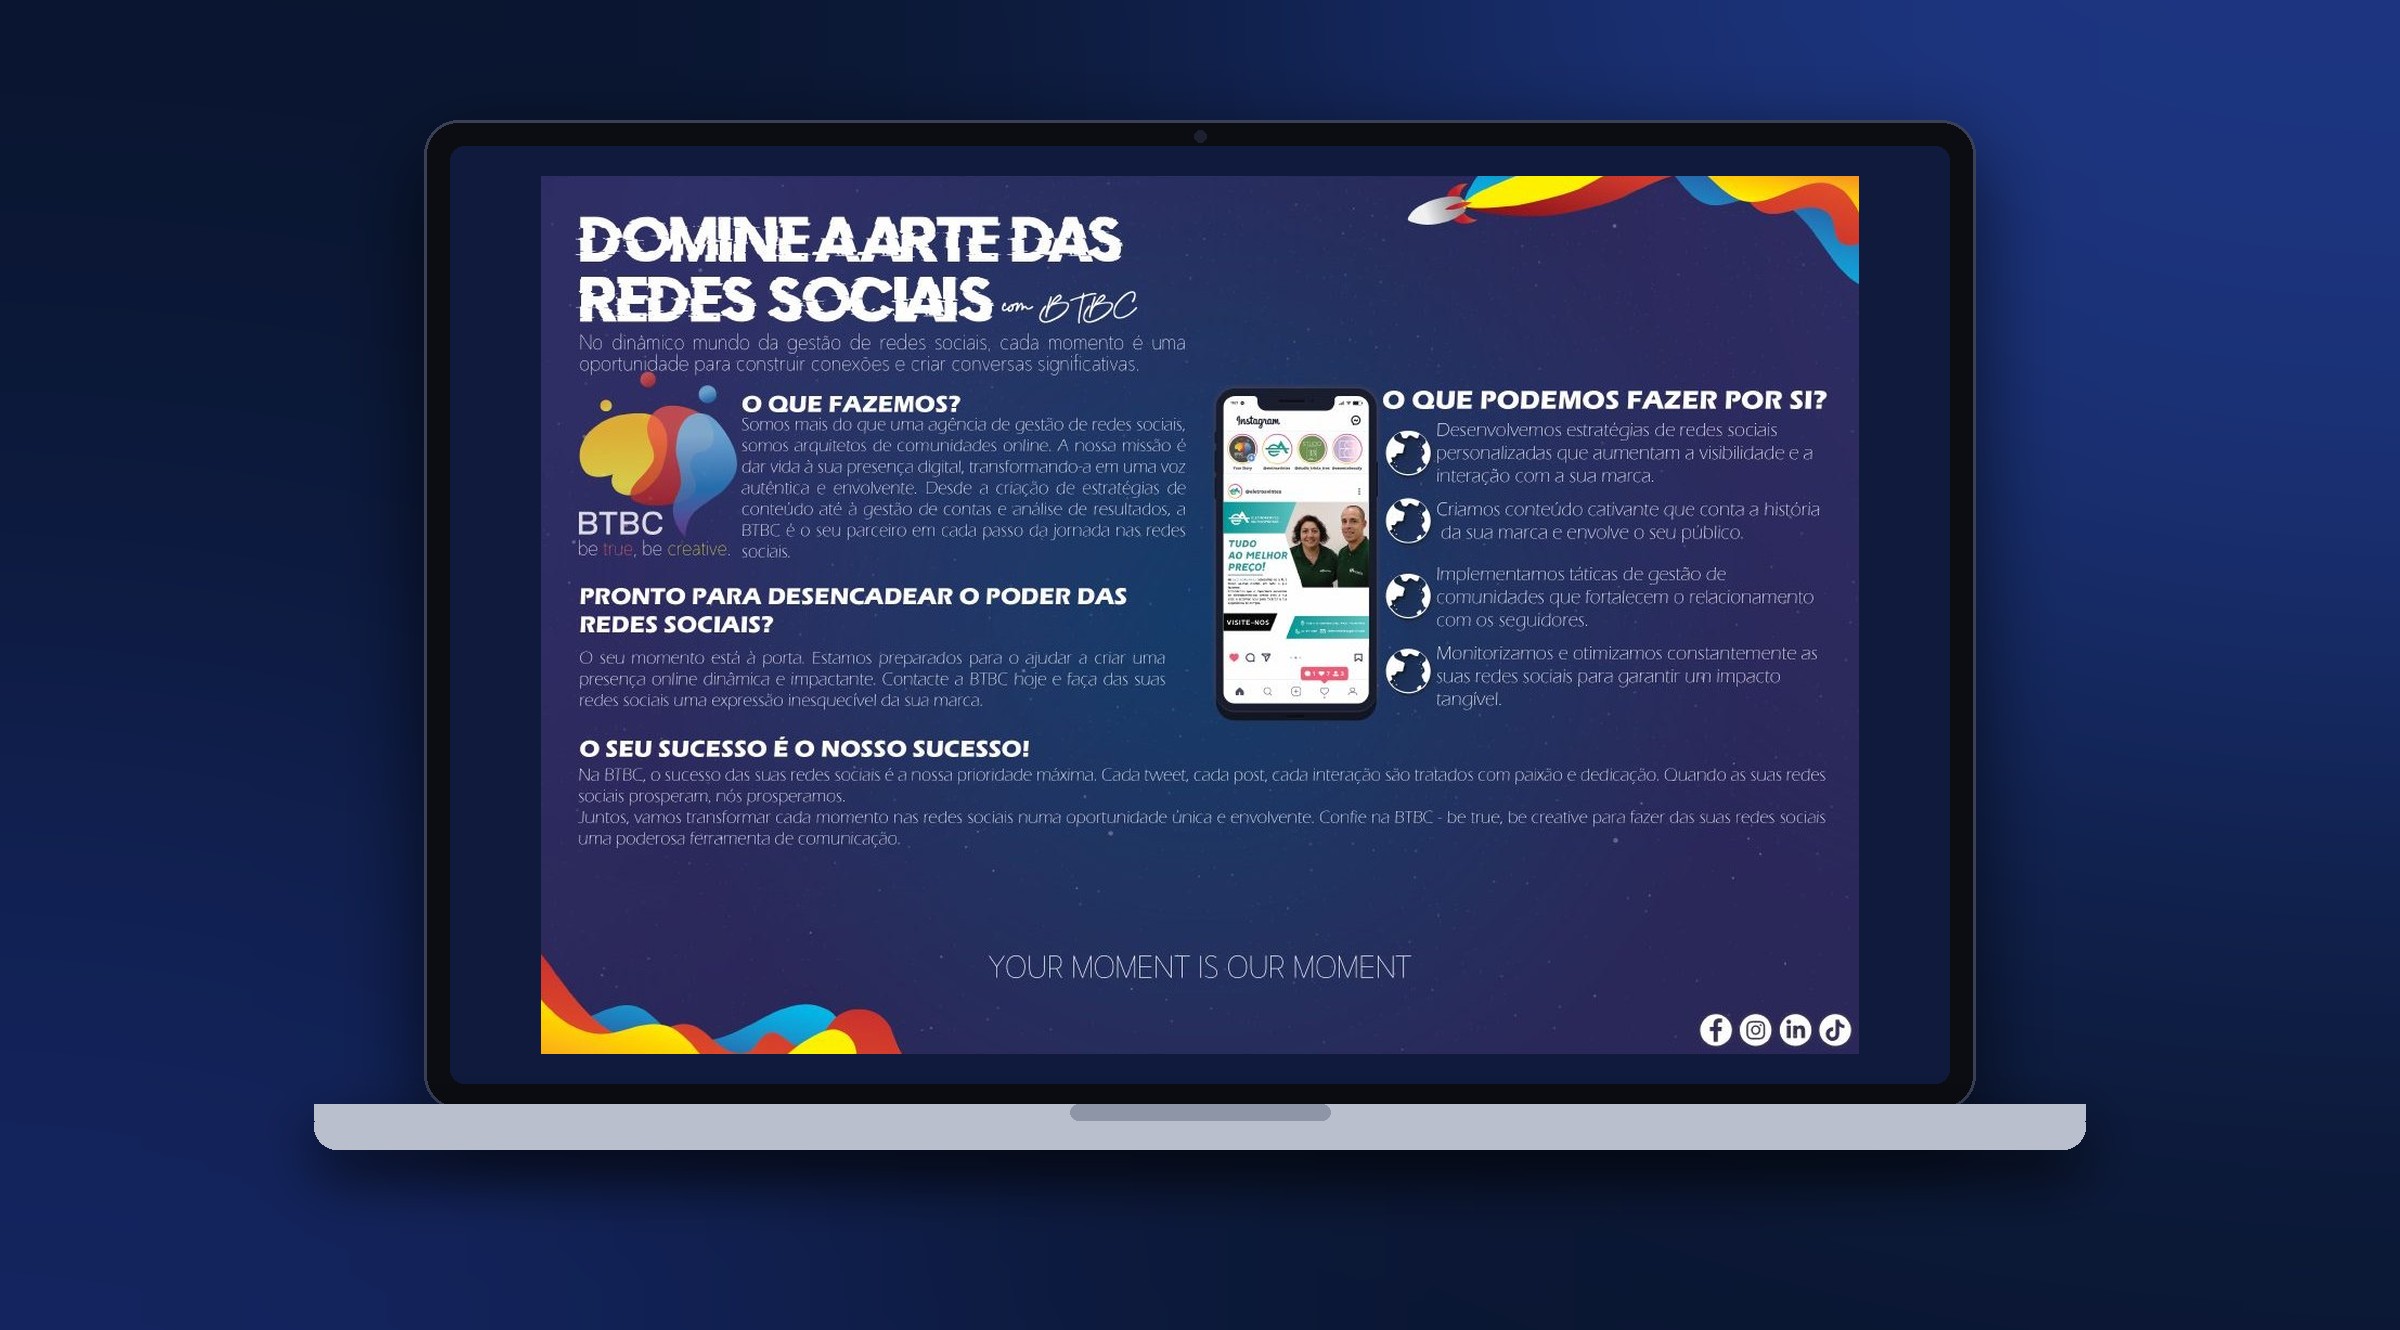 DOMINE A ARTE DAS
REDES SOCIAIS com BTBC
No dinâmico mundo da gestão de redes sociais, cada momento é uma
oportunidade para construir conexões e criar conversas significativas.
BTBC
be true, be creative.
O QUE FAZEMOS?
Somos mais do que uma agência de gestão de redes sociais,
somos arquitetos de comunidades online. A nossa missão é
dar vida à sua presença digital, transformando-a em uma voz
autêntica e envolvente. Desde a criação de estratégias de
conteúdo até à gestão de contas e análise de resultados, a
BTBC é o seu parceiro em cada passo da jornada nas redes
sociais.
PRONTO PARA DESENCADEAR O PODER DAS
REDES SOCIAIS?
O seu momento está à porta. Estamos preparados para o ajudar a criar uma
presença online dinâmica e impactante. Contacte a BTBC hoje e faça das suas
redes sociais uma expressão inesquecível da sua marca.
Instagram
Your Story
TUDO
AO MELHOR
PREÇO!
VISITE-NOS
O QUE PODEMOS FAZER POR SI?
Desenvolvemos estratégias de redes sociais
personalizadas que aumentam a visibilidade e a
interação com a sua marca.
Criamos conteúdo cativante que conta a história
da sua marca e envolve o seu público.
Implementamos táticas de gestão de
comunidades que fortalecem o relacionamento
com os seguidores.
Monitorizamos e otimizamos constantemente as
suas redes sociais para garantir um impacto
tangível.
O SEU SUCESSO É O NOSSO SUCESSO!
Na BTBC, o sucesso das suas redes sociais é a nossa prioridade máxima. Cada tweet, cada post, cada interação são tratados com paixão e dedicação. Quando as suas redes
sociais prosperam, nós prosperamos.
Juntos, vamos transformar cada momento nas redes sociais numa oportunidade única e envolvente. Confie na BTBC - be true, be creative para fazer das suas redes sociais
uma poderosa ferramenta de comunicação.
YOUR MOMENT IS OUR MOMENT